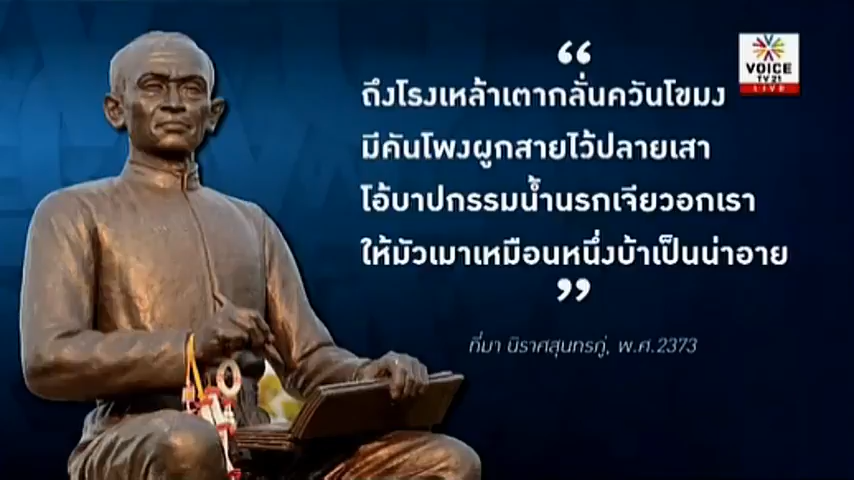 VOICE
TV 21
LIVE
“
ถึงโรงเหล้าเตากลั่นควันโขมง
มีคันโพงผูกสายไว้ปลายเสา
โอ้บาปกรรมน้ำนรกเจียวอกเรา
ให้มัวเมาเหมือนหนึ่งบ้าเป็นน่าอาย
”
ที่มา นิราศสุนทรภู่, พ.ศ.2373